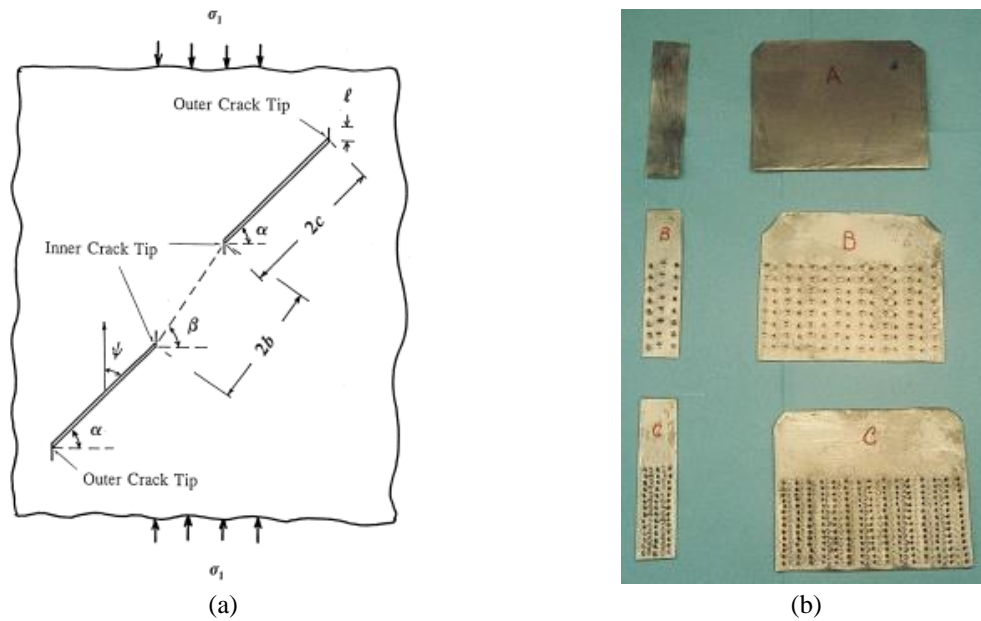 σ₁
Outer Crack Tip
ℓ
α
2c
Inner Crack Tip
β
2b
ψ
α
Outer Crack Tip
σ₁
(a)
A
B
B
C
C
(b)